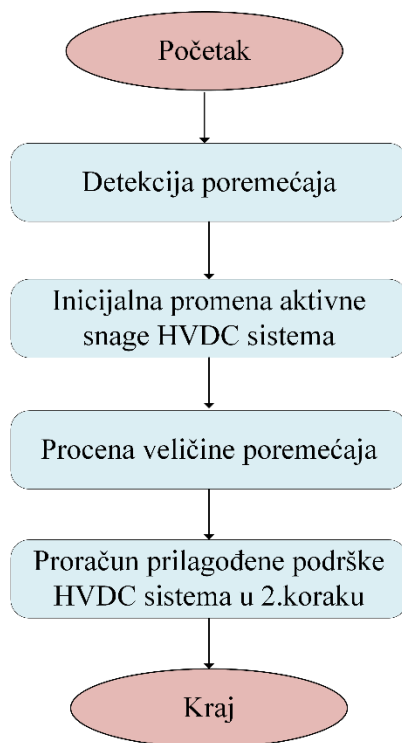 Početak
Detekcija poremećaja
Inicijalna promena aktivne
snage HVDC sistema
Procena veličine poremećaja
Proračun prilagođene podrške
HVDC sistema u 2.koraku
Kraj